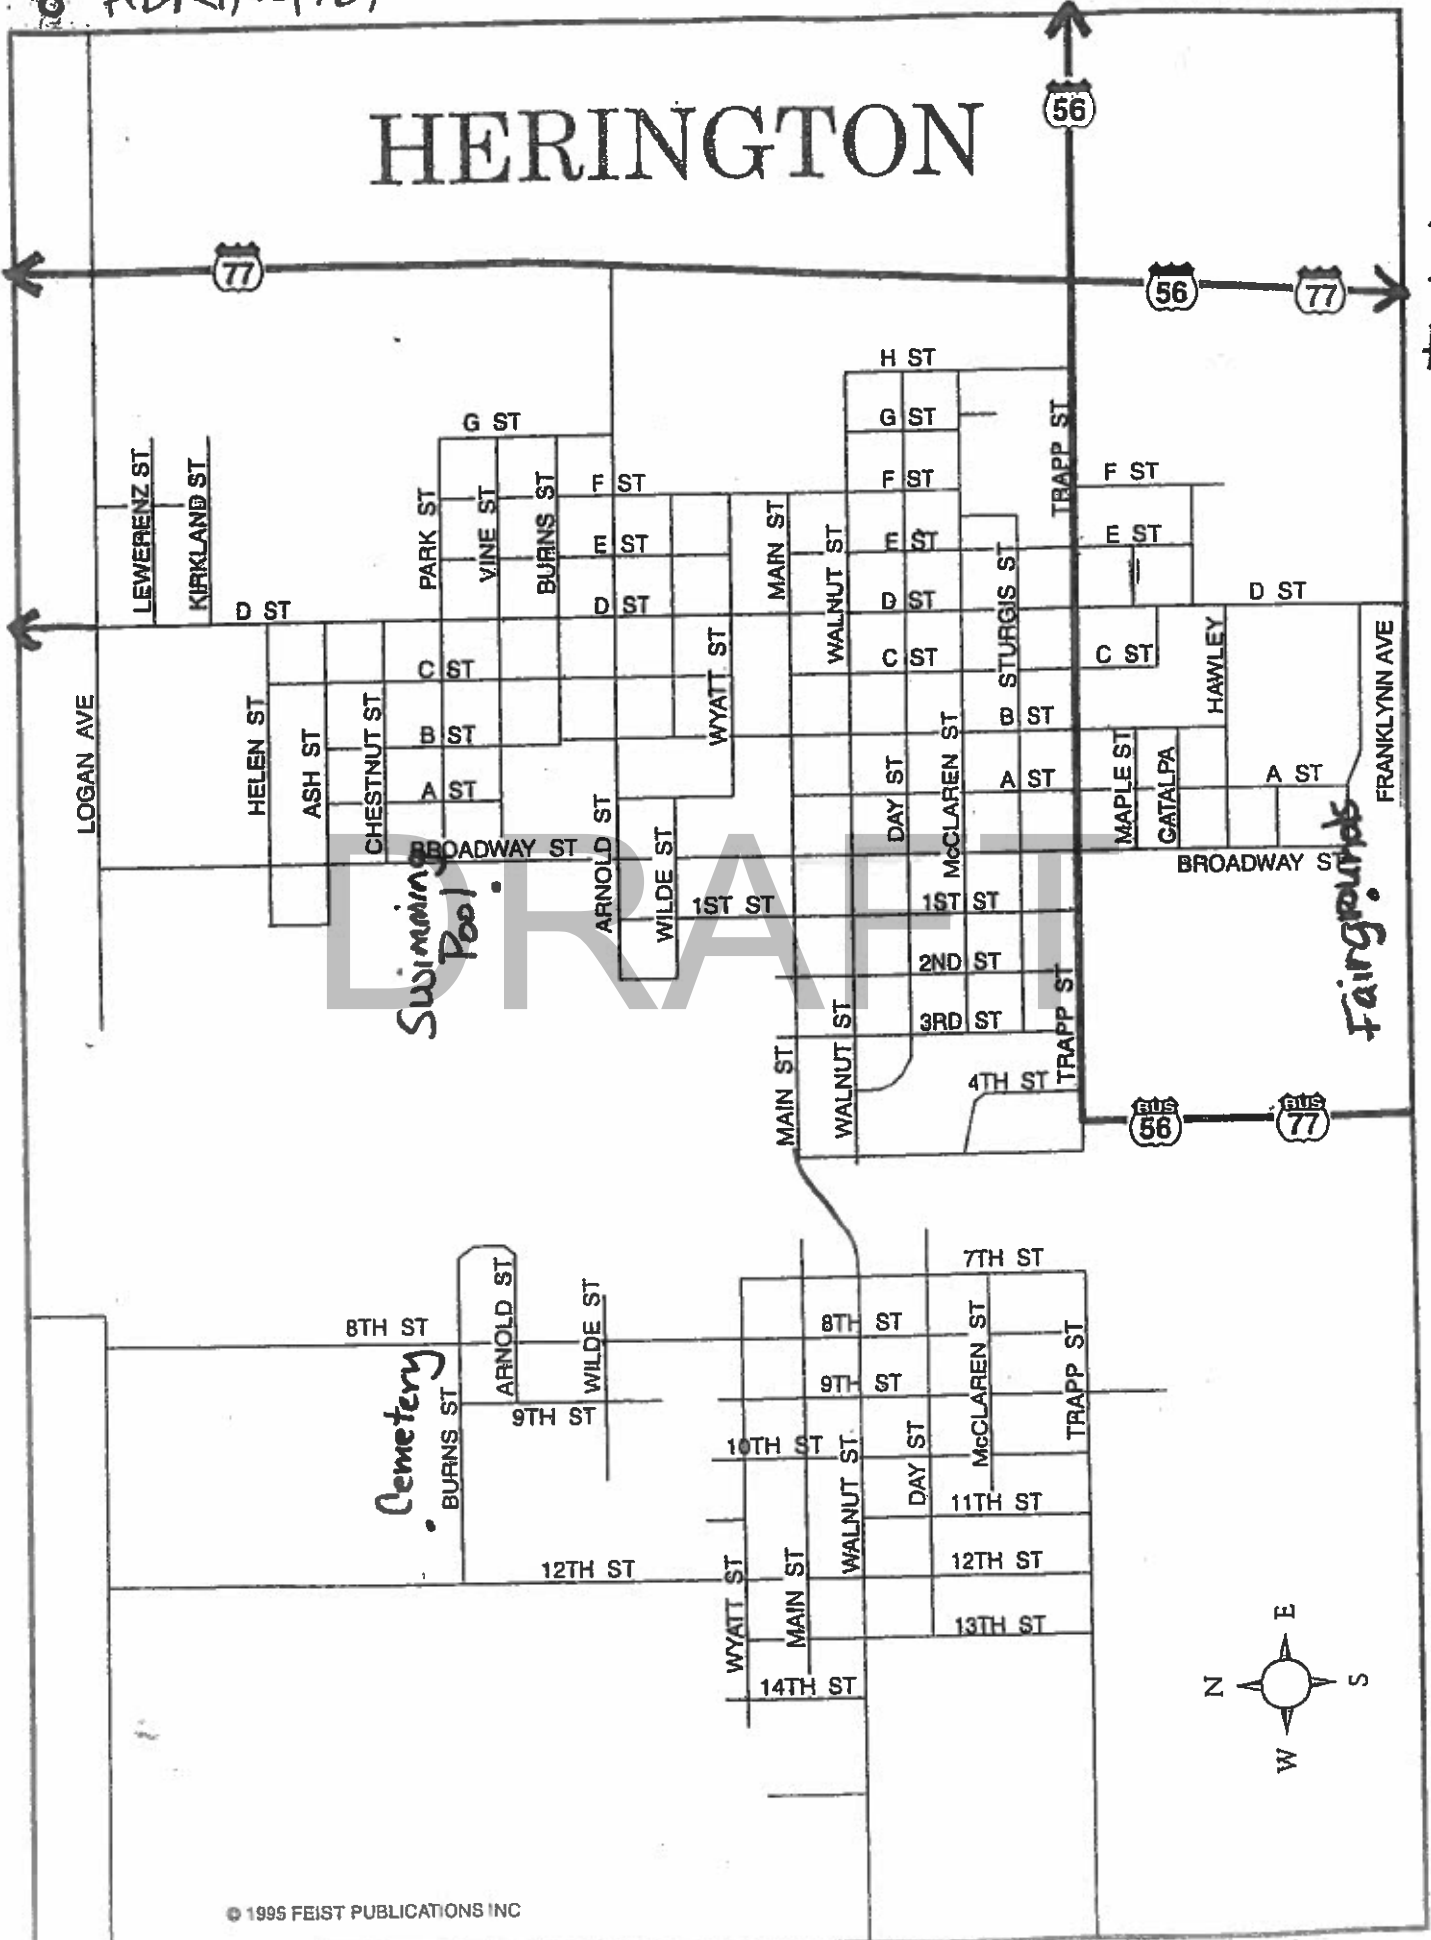 HERINGTON
56
77
56
77
H ST
G ST
G ST
TRAPP ST
LEWERENZ ST
KIRKLAND ST
PARK ST
VINE ST
BURNS ST
F ST
F ST
F ST
MAIN ST
WALNUT ST
E ST
E ST
E ST
STURGIS ST
D ST
D ST
D ST
D ST
C ST
C ST
C ST
WYATT ST
HAWLEY
FRANKLYNN AVE
LOGAN AVE
HELEN ST
ASH ST
CHESTNUT ST
B ST
B ST
A ST
A ST
A ST
DAY ST
McCLAREN ST
MAPLE ST
CATALPA
ARNOLD ST
WILDE ST
BROADWAY ST
BROADWAY ST
Swimming
Pool
Fairgrounds
DRAFT
1ST ST
1ST ST
2ND ST
3RD ST
TRAPP ST
4TH ST
MAIN ST
WALNUT ST
BUS
56
BUS
77
7TH ST
8TH ST
8TH ST
ARNOLD ST
WILDE ST
McCLAREN ST
TRAPP ST
9TH ST
9TH ST
Cemetery
BURNS ST
10TH ST
WALNUT ST
DAY ST
11TH ST
12TH ST
12TH ST
WYATT ST
MAIN ST
13TH ST
14TH ST
E
N
S
W
© 1995 FEIST PUBLICATIONS INC